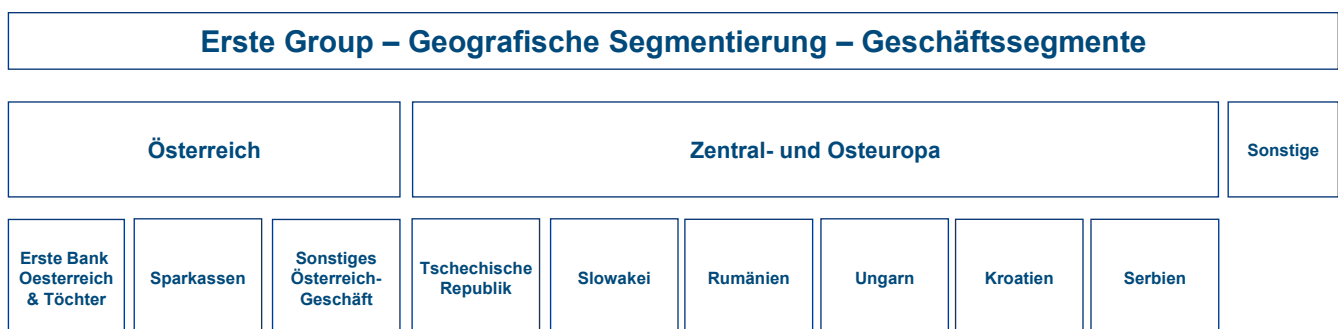 Erste Group – Geografische Segmentierung – Geschäftssegmente
Österreich
Zentral- und Osteuropa
Sonstige
Erste Bank
Oesterreich
& Töchter
Sparkassen
Sonstiges
Österreich-
Geschäft
Tschechische
Republik
Slowakei
Rumänien
Ungarn
Kroatien
Serbien